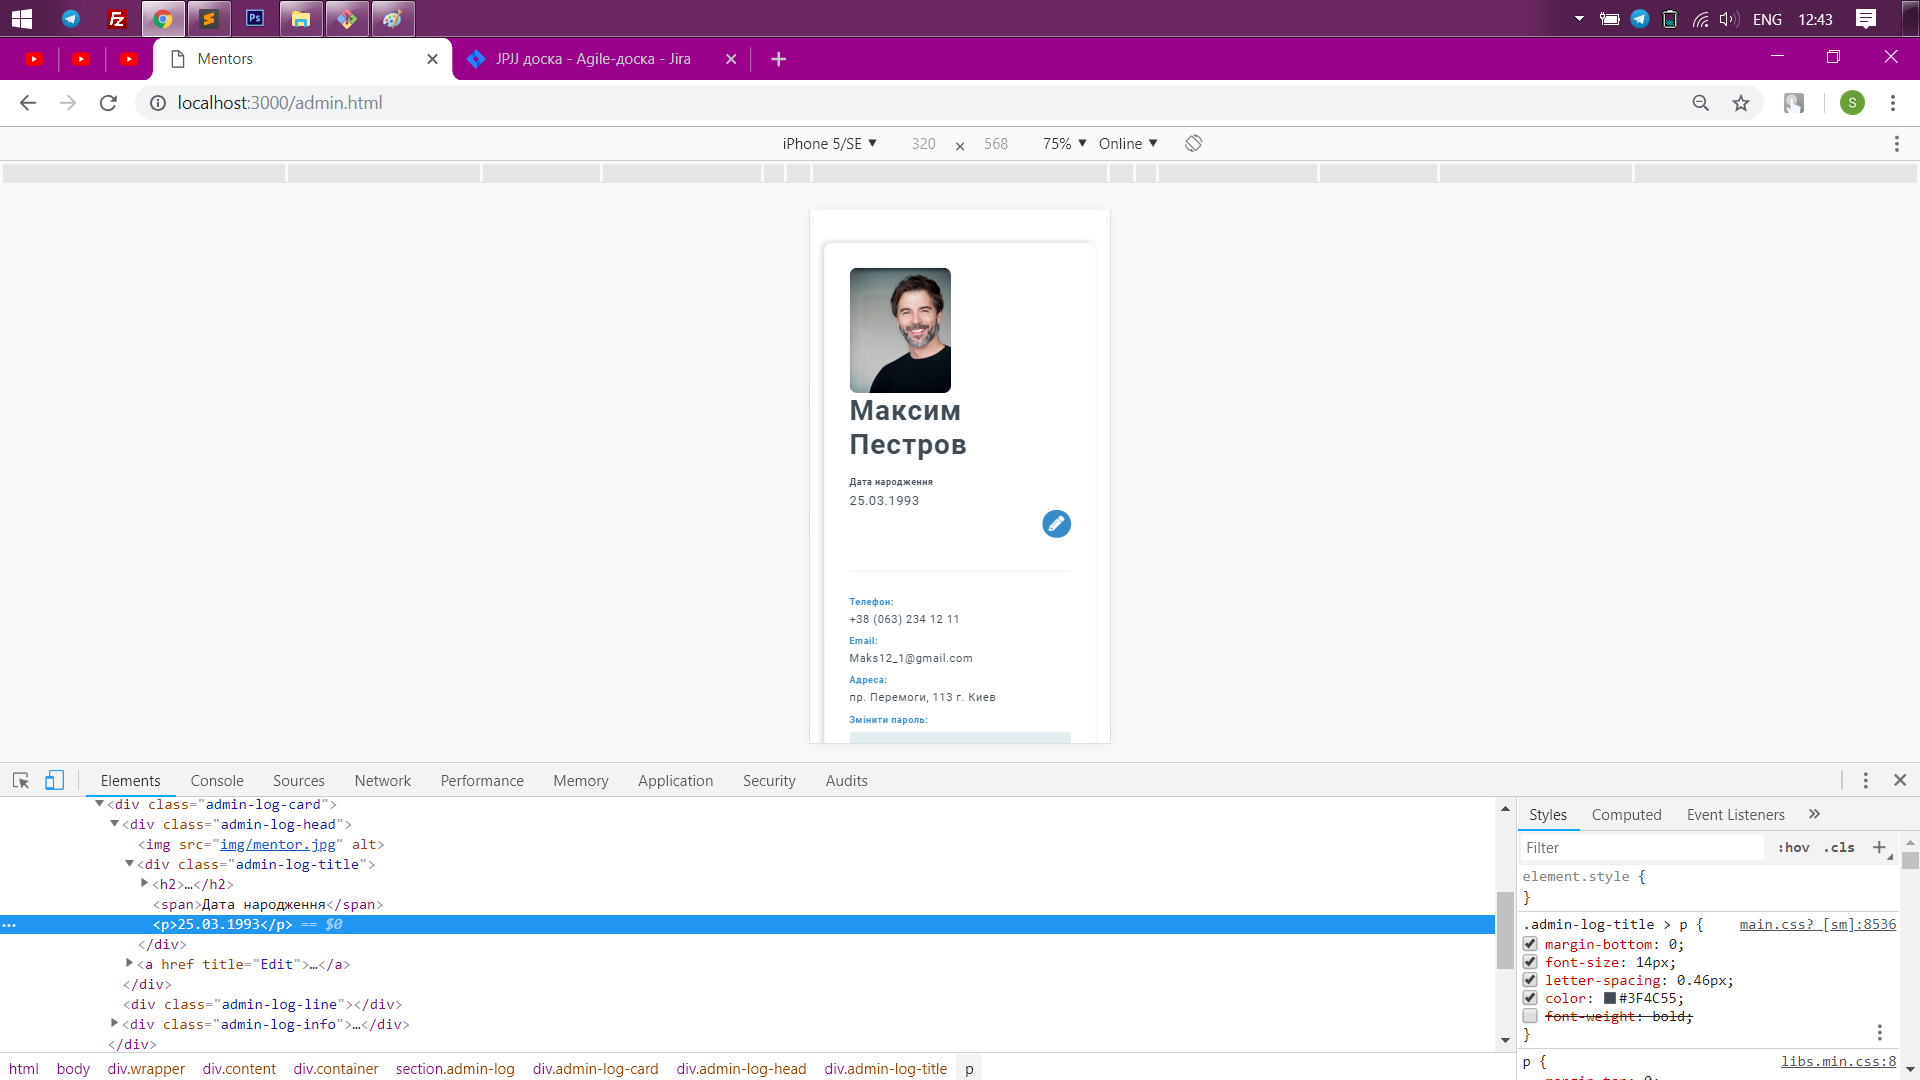 ENG 12:43
Mentors
JPJJ доска - Agile-доска - Jira
localhost:3000/admin.html
S
iPhone 5/SE 320 × 568 75% Online
Максим
Пестров
Дата народження
25.03.1993
Телефон:
+38 (063) 234 12 11
Email:
Maks12_1@gmail.com
Адреса:
пр. Перемоги, 113 г. Киев
Змінити пароль:
Elements Console Sources Network Performance Memory Application Security Audits
<div class="admin-log-card">
<div class="admin-log-head">
<img src="img/mentor.jpg" alt>
<div class="admin-log-title">
<h2>…</h2>
<span>Дата народження</span>
<p>25.03.1993</p> == $0
</div>
<a href title="Edit">…</a>
</div>
<div class="admin-log-line"></div>
<div class="admin-log-info">…</div>
</div>
html body div.wrapper div.content div.container section.admin-log div.admin-log-card div.admin-log-head div.admin-log-title p
Styles Computed Event Listeners »
Filter :hov .cls +
element.style {
}
.admin-log-title > p { main.css? [sm]:8536
margin-bottom: 0;
font-size: 14px;
letter-spacing: 0.46px;
color: #3F4C55;
font-weight: bold;
}
p { libs.min.css:8